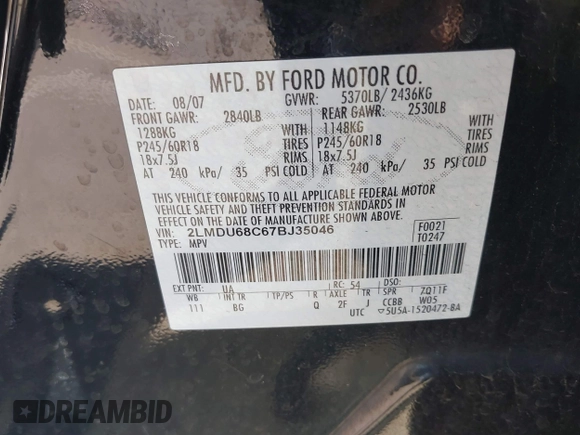 MFD. BY FORD MOTOR CO.
DATE: 08/07 GVWR: 5370LB/ 2436KG
FRONT GAWR: 2840LB REAR GAWR: 2530LB
1288KG WITH 1148KG WITH
P245/60R18 TIRES P245/60R18 TIRES
18x7.5J RIMS 18x7.5J RIMS
AT 240 kPa/ 35 PSI COLD AT 240 kPa/ 35 PSI COLD
THIS VEHICLE CONFORMS TO ALL APPLICABLE FEDERAL MOTOR
VEHICLE SAFETY AND THEFT PREVENTION STANDARDS IN
EFFECT ON THE DATE OF MANUFACTURE SHOWN ABOVE.
VIN: 2LMDU68C67BJ35046 F0021
TYPE: MPV T0247
EXT PNT: UA RC: 54 DSO:
WB INT TR TP/PS R AXLE TR SPR ZQ11F
111 BG Q 2F J CCBB W05
UTC ▽5U5A-1520472-BA
DREAMBID